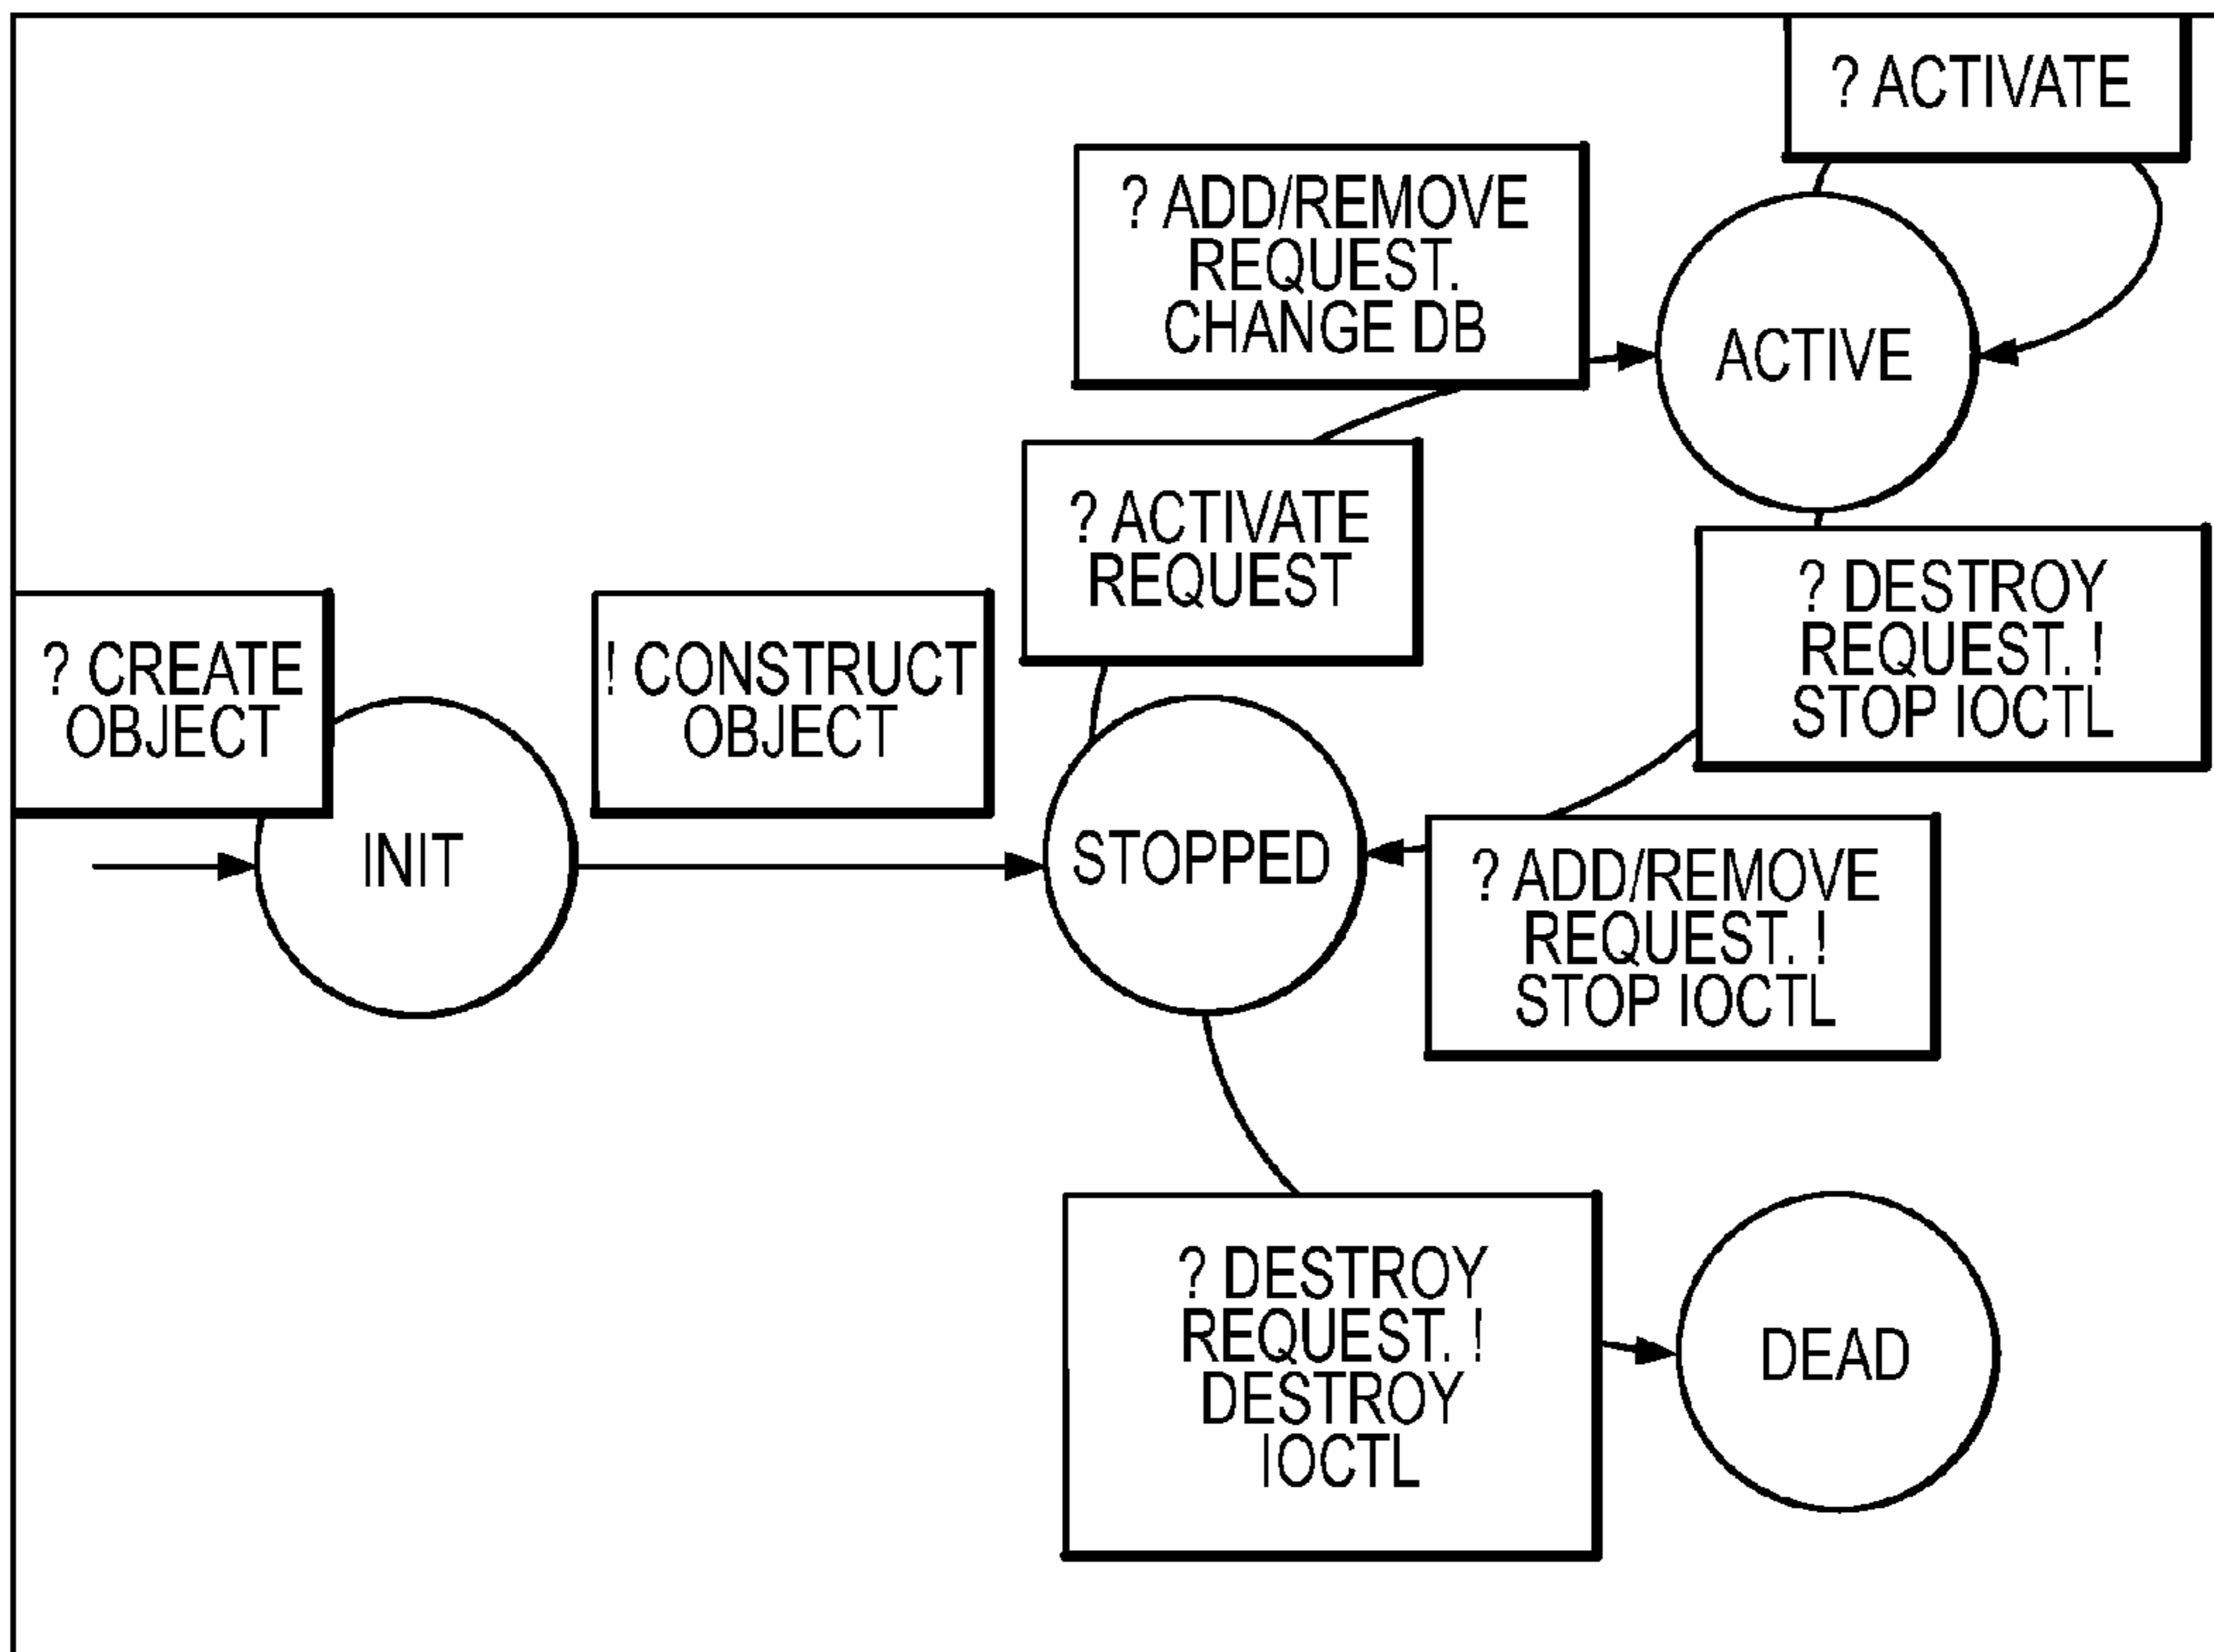 ? ACTIVATE
? ADD/REMOVE
REQUEST.
CHANGE DB
ACTIVE
? ACTIVATE
REQUEST
? DESTROY
REQUEST. !
STOP IOCTL
? CREATE
OBJECT
! CONSTRUCT
OBJECT
INIT
STOPPED
? ADD/REMOVE
REQUEST. !
STOP IOCTL
? DESTROY
REQUEST. !
DESTROY
IOCTL
DEAD